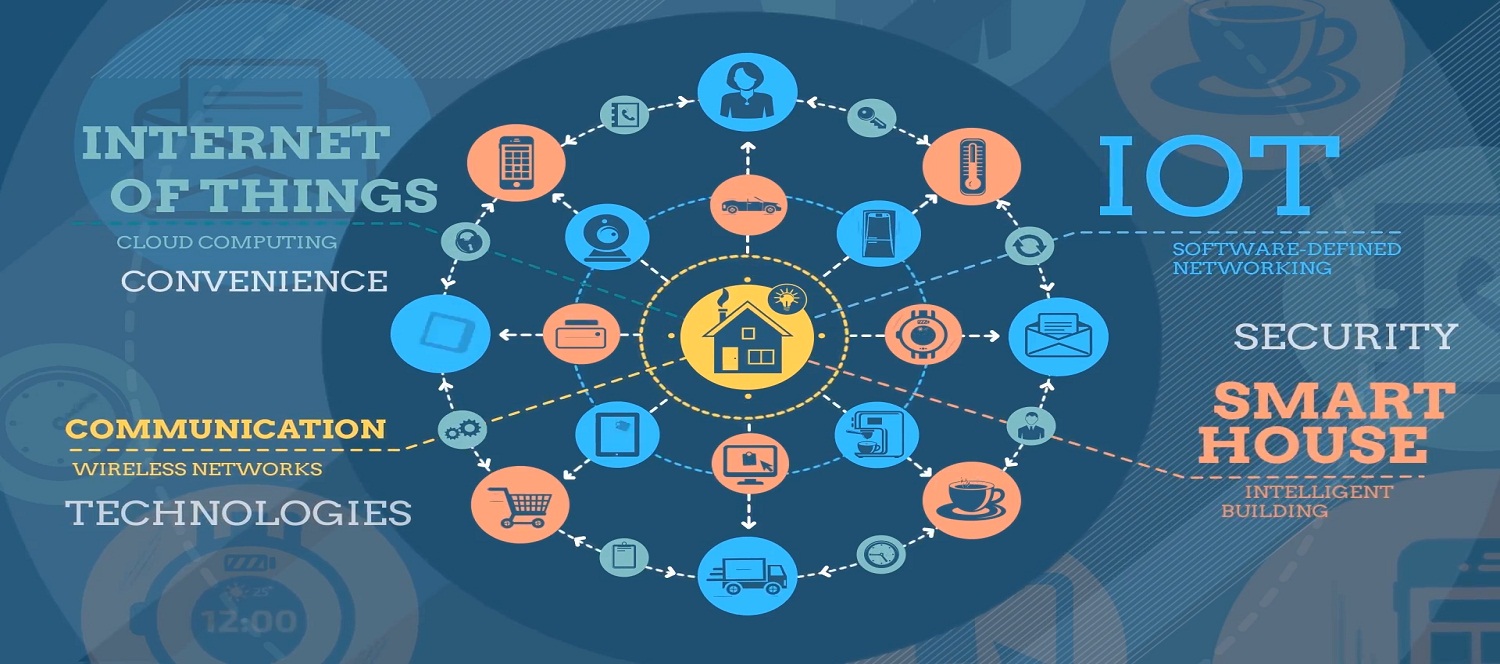 INTERNET
OF THINGS
CLOUD COMPUTING
CONVENIENCE
COMMUNICATION
WIRELESS NETWORKS
TECHNOLOGIES
25°
12:00
IOT
SOFTWARE-DEFINED
NETWORKING
SECURITY
SMART
HOUSE
INTELLIGENT
BUILDING